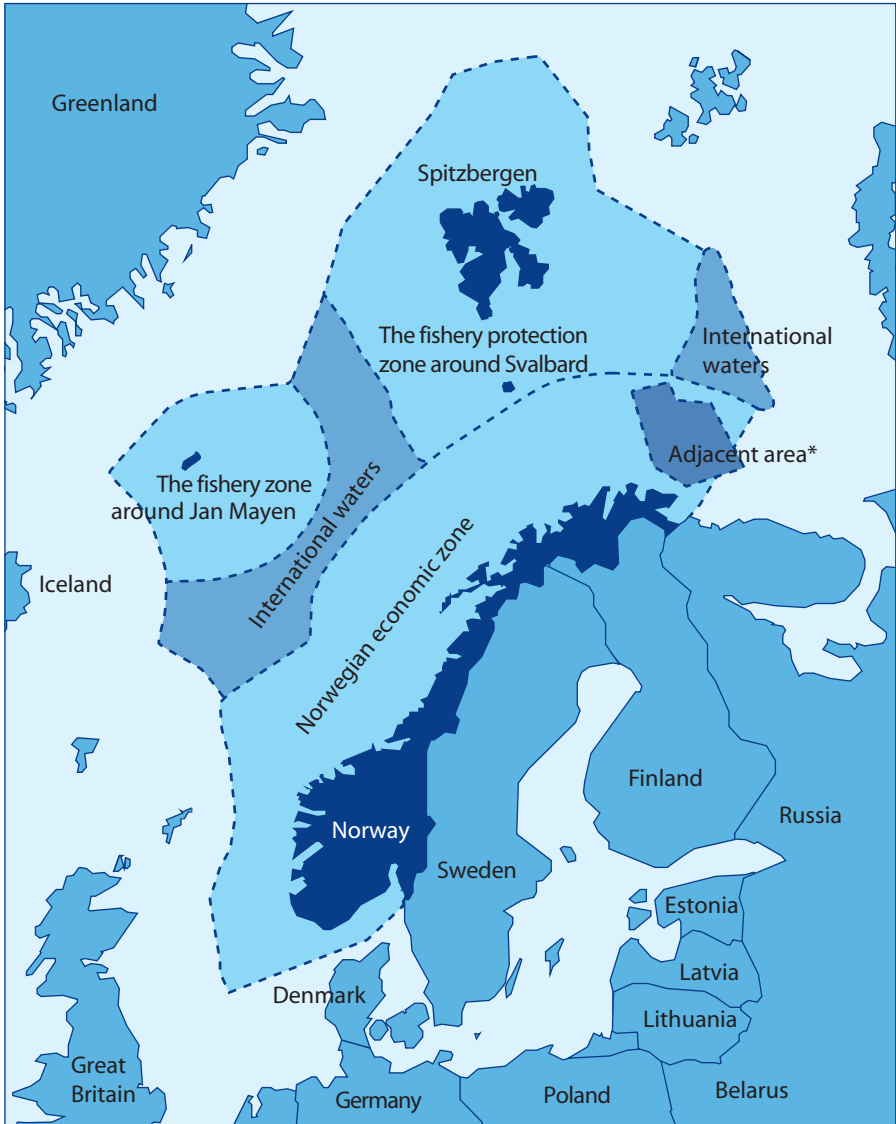 Greenland
Spitzbergen
The fishery protection
zone around Svalbard
International
waters
Adjacent area*
The fishery zone
around Jan Mayen
International waters
Iceland
Norwegian economic zone
Finland
Russia
Norway
Sweden
Estonia
Latvia
Denmark
Lithuania
Great
Britain
Germany
Poland
Belarus